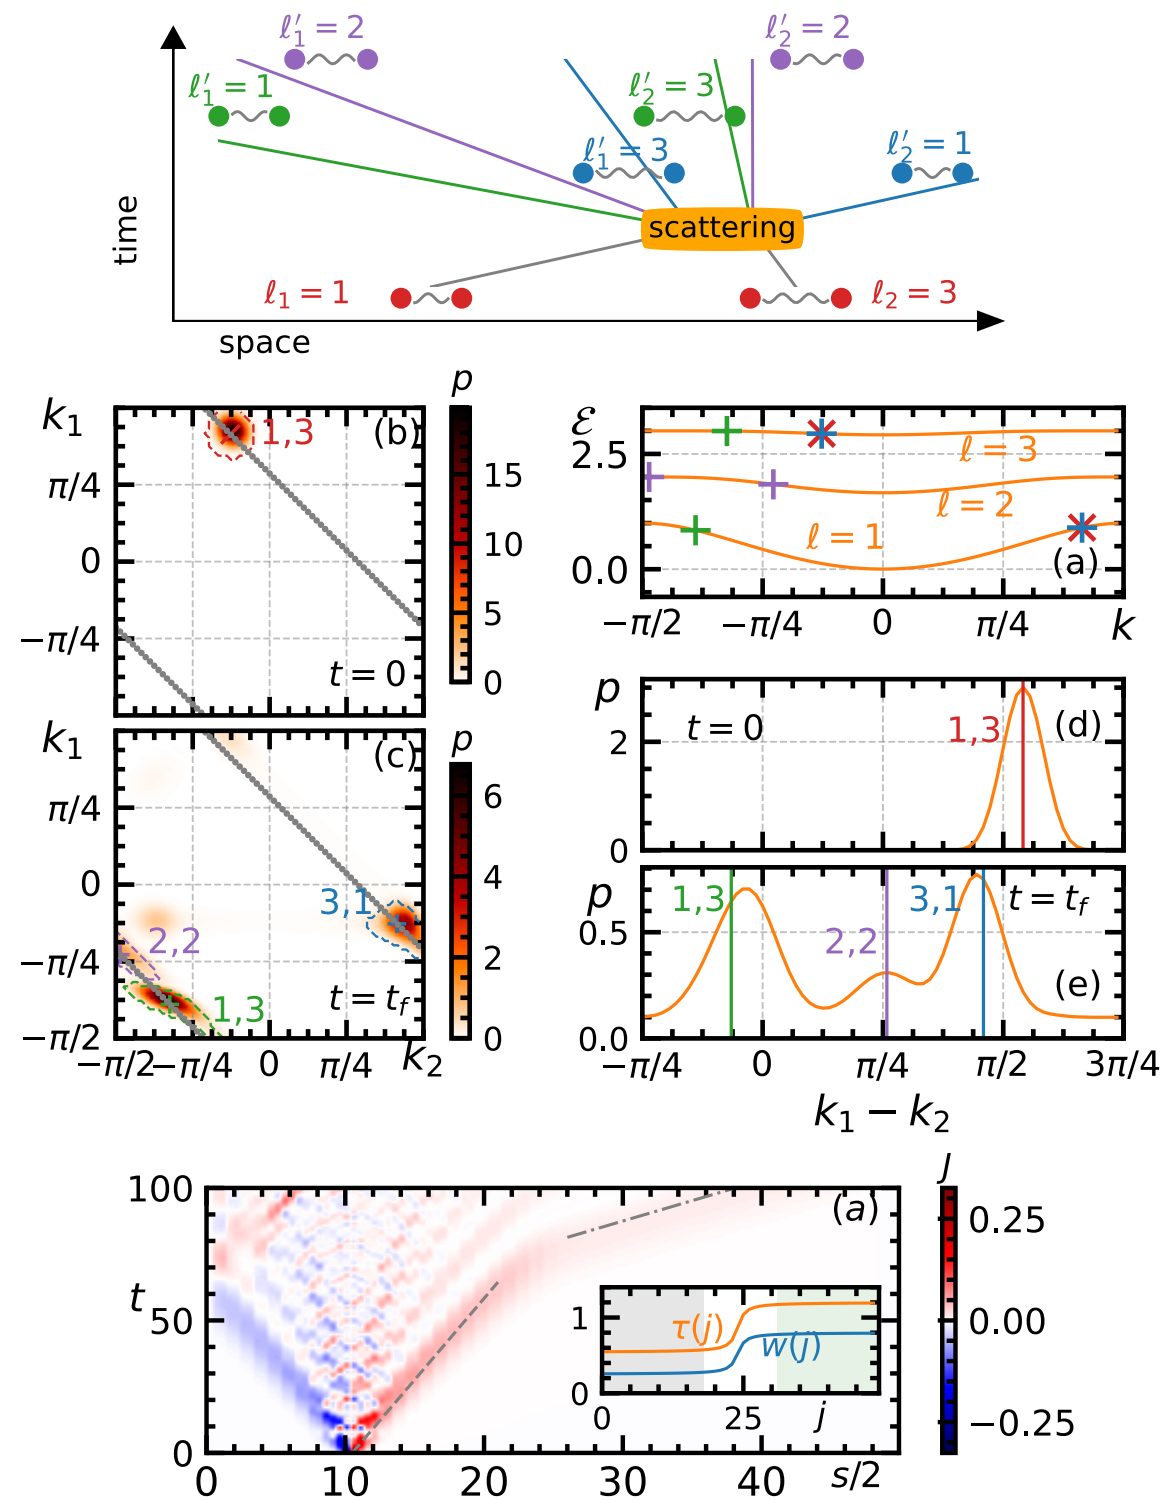 ℓ′₁ = 2
ℓ′₂ = 2
ℓ′₁ = 1
ℓ′₂ = 3
ℓ′₁ = 3
ℓ′₂ = 1
scattering
time
ℓ₁ = 1
ℓ₂ = 3
space
k₁
p
(b)
1,3
π/4
0
−π/4
t = 0
15
10
5
0
ℰ
2.5
0.0
ℓ = 3
ℓ = 2
ℓ = 1
(a)
−π/2
−π/4
0
π/4
k
k₁
p
(c)
π/4
0
−π/4
−π/2
3,1
2,2
1,3
t = t_f
6
4
2
0
−π/2
−π/4
0
π/4
k₂
p
t = 0
1,3
(d)
2
0
p
1,3
2,2
3,1
t = t_f
(e)
0.5
0.0
−π/4
0
π/4
π/2
3π/4
k₁ − k₂
J
100
(a)
t
50
0
1
0
τ(j)
w(j)
0
25
j
0.25
0.00
−0.25
0
10
20
30
40
s/2